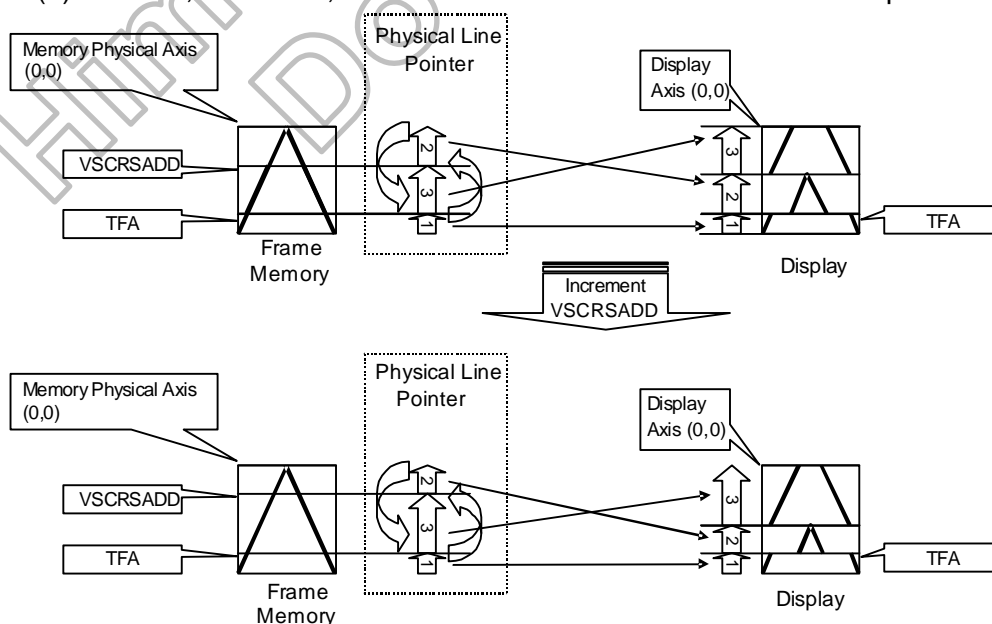 Memory Physical Axis
(0,0)
Physical Line
Pointer
Display
Axis (0,0)
VSCRSADD
TFA
2
3
1
3
2
1
TFA
Frame
Memory
Display
Increment
VSCRSADD
Memory Physical Axis
(0,0)
Physical Line
Pointer
Display
Axis (0,0)
VSCRSADD
TFA
2
3
1
3
2
1
TFA
Frame
Memory
Display